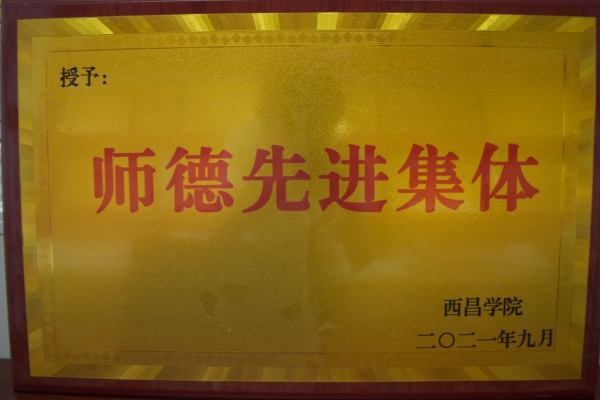 授予：
师德先进集体
西昌学院
二〇二一年九月